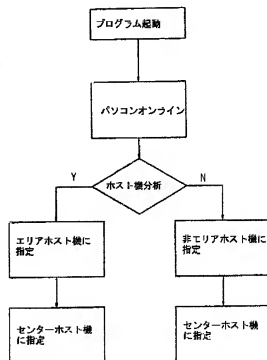 プログラム起動
パソコンオンライン
ホスト機分析
Y
N
エリアホスト機に
指定
非エリアホスト機に
指定
センターホスト機
に指定
センターホスト機
に指定